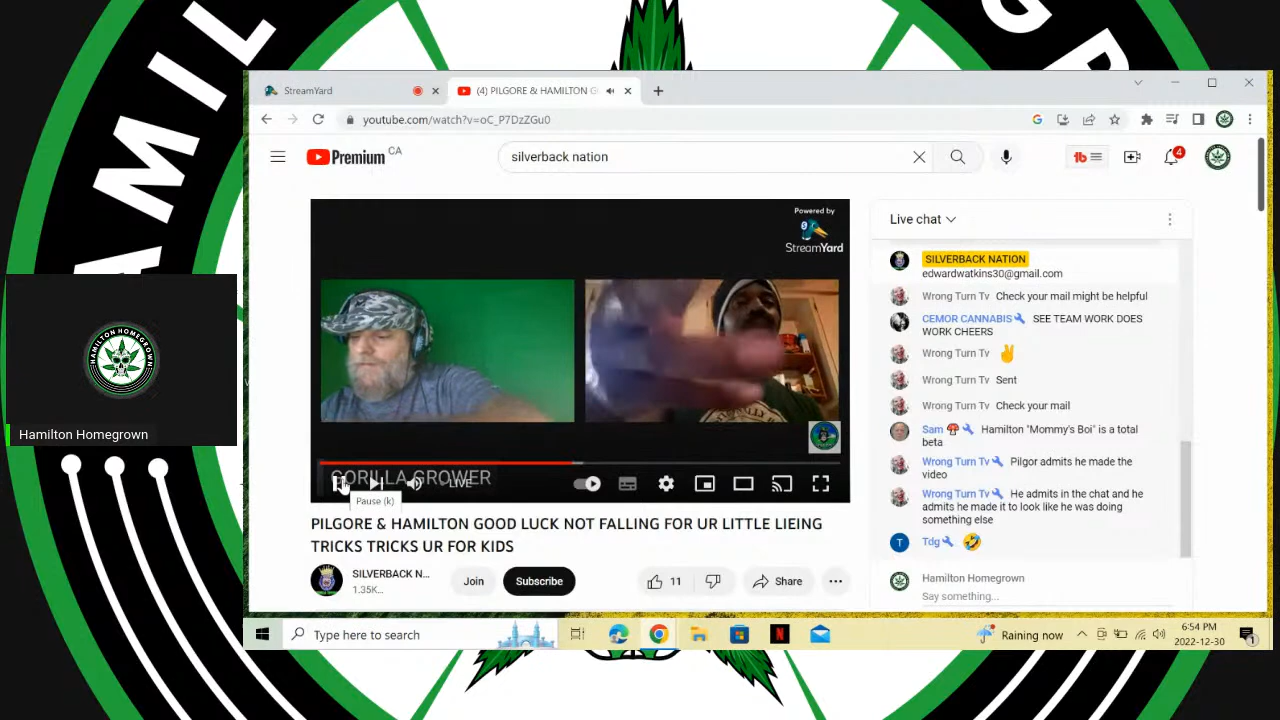 AMIL
GR
StreamYard
(4) PILGORE & HAMILTON G
youtube.com/watch?v=oC_P7DzZGu0
Premium CA
silverback nation
4
Powered by
StreamYard
GORILLA GROWER
LIVE
Pause (k)
PILGORE & HAMILTON GOOD LUCK NOT FALLING FOR UR LITTLE LIEING
TRICKS TRICKS UR FOR KIDS
SILVERBACK N...
1.35K...
Join
Subscribe
11
Share
Live chat
SILVERBACK NATION
edwardwatkins30@gmail.com
Wrong Turn Tv Check your mail might be helpful
CEMOR CANNABIS SEE TEAM WORK DOES
WORK CHEERS
Wrong Turn Tv ✌
Wrong Turn Tv Sent
Wrong Turn Tv Check your mail
Sam 🍄 Hamilton "Mommy's Boi" is a total
beta
Wrong Turn Tv Pilgor admits he made the
video
Wrong Turn Tv He admits in the chat and he
admits he made it to look like he was doing
something else
T Tdg 🤣
Hamilton Homegrown
Say something...
HAMILTON HOMEGROWN
Hamilton Homegrown
Type here to search
Raining now
6:54 PM
2022-12-30
1